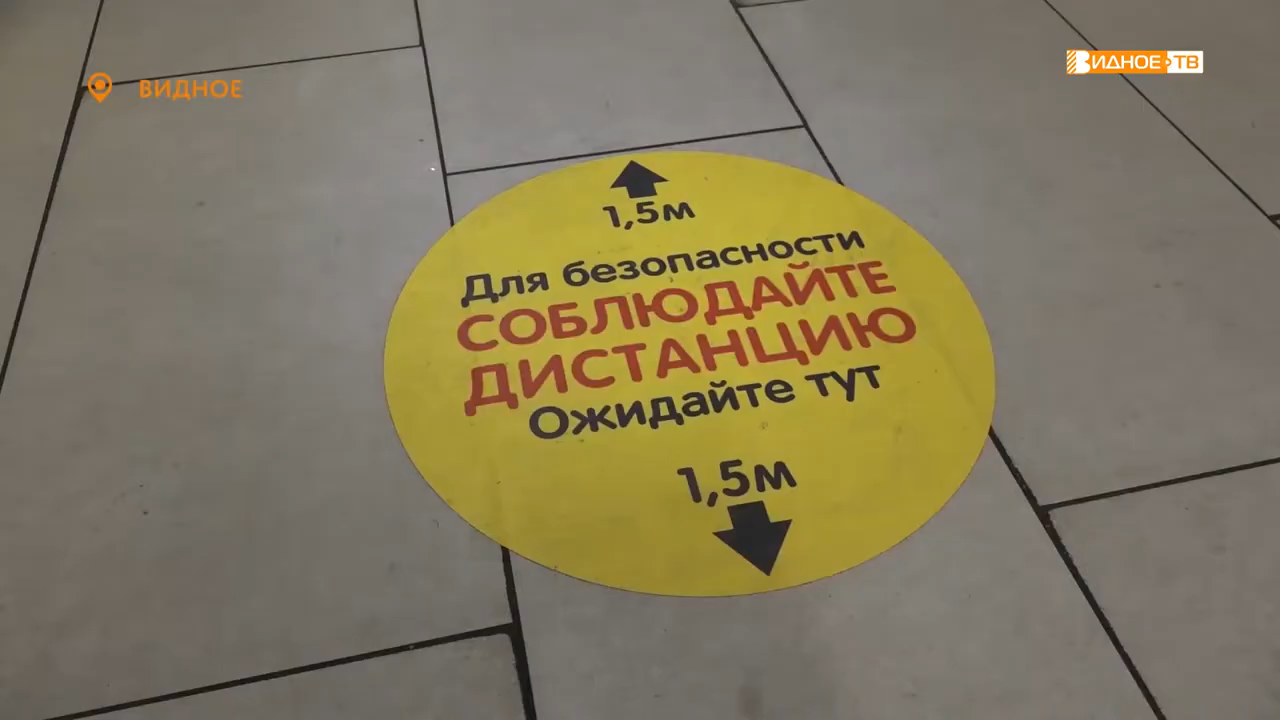 ВИДНОЕ
ВИДНОЕ ТВ
1,5м
Для безопасности
СОБЛЮДАЙТЕ
ДИСТАНЦИЮ
Ожидайте тут
1,5м